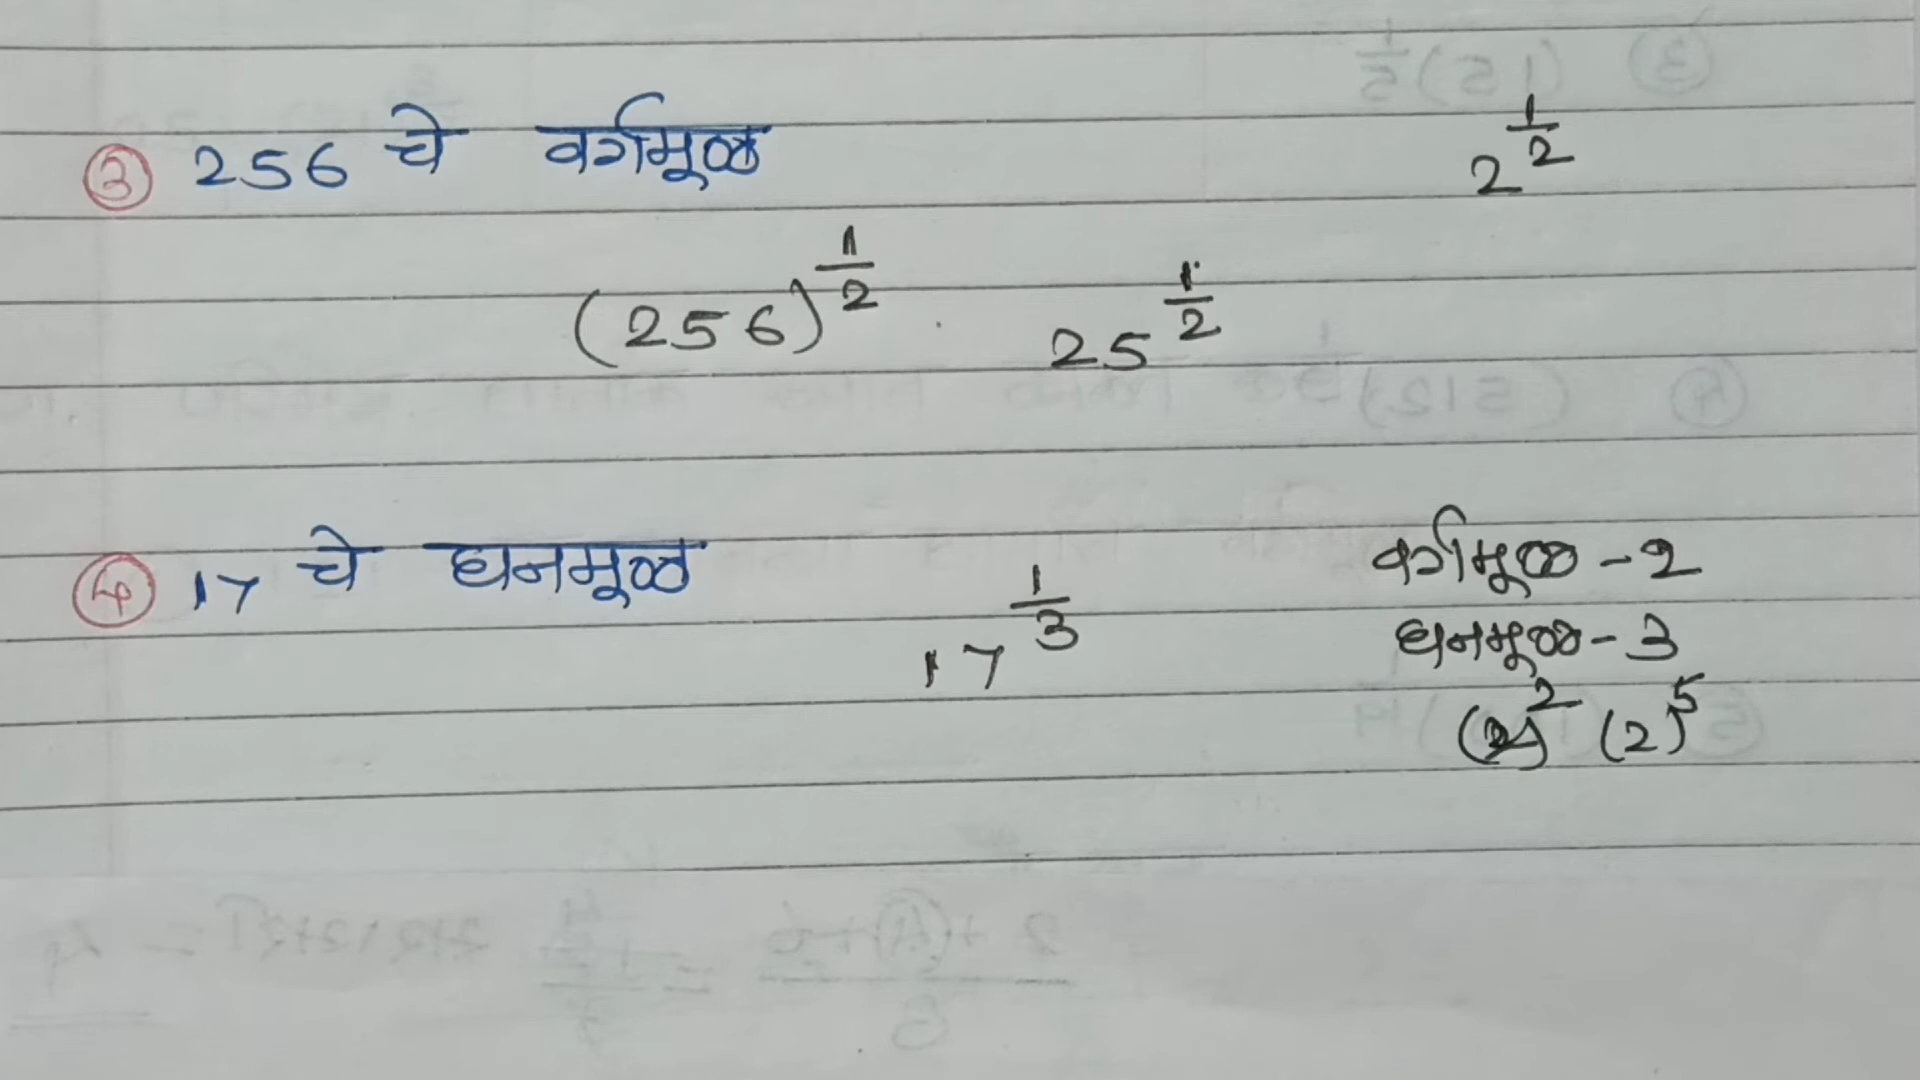 ③ 256 चे वर्गमूळ
2^(1/2)
(256)^(1/2) 25^(1/2)
④ 17 चे घनमूळ
17^(1/3)
वर्गमूळ - 2
घनमूळ - 3
(2)² (2)⁵